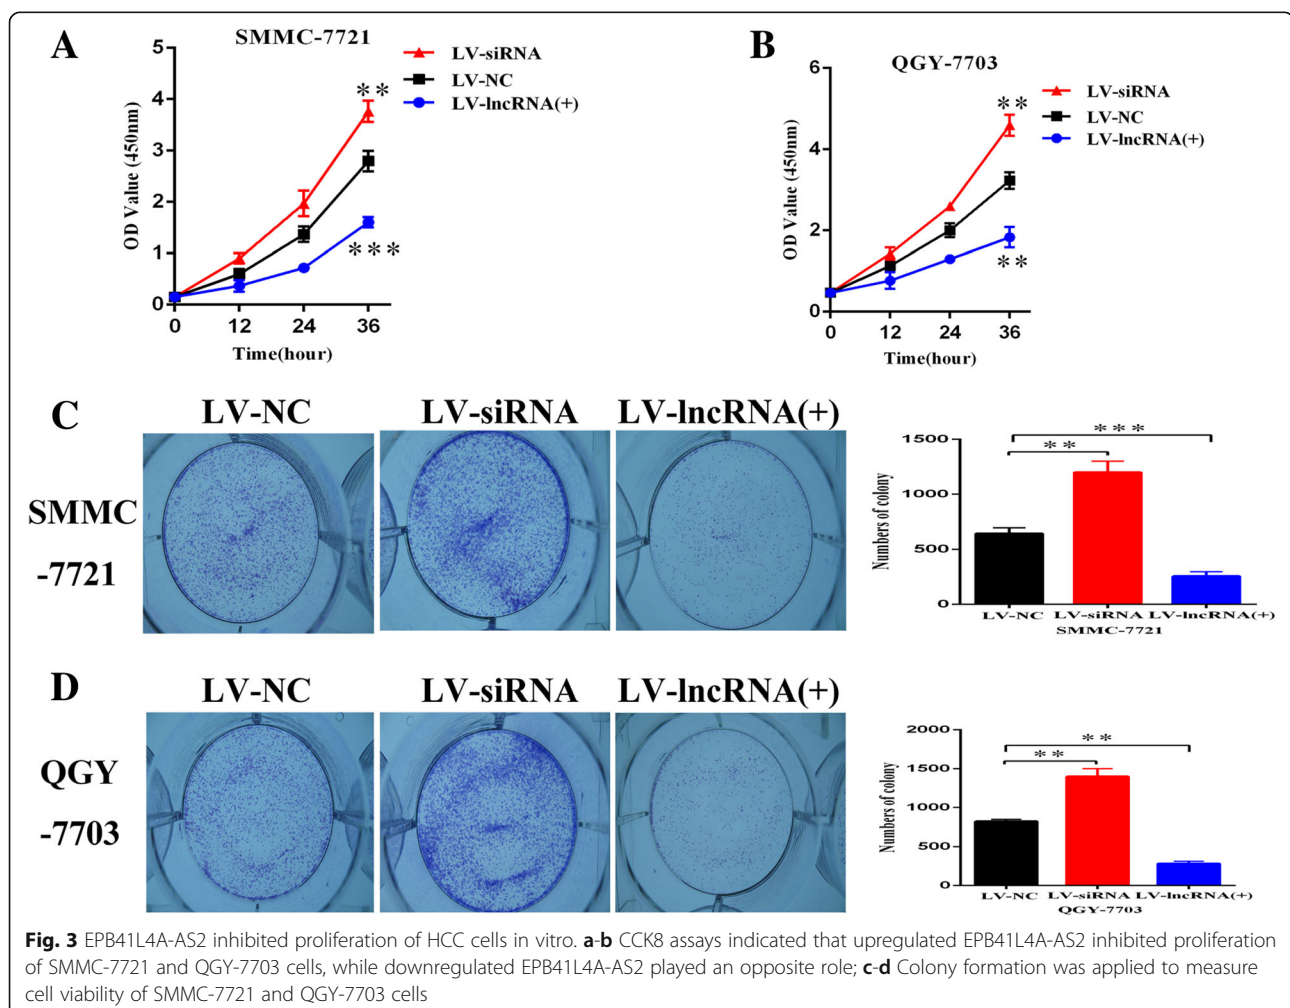 A
SMMC-7721
LV-siRNA
LV-NC
LV-lncRNA(+)
OD Value (450nm)
5
4
3
2
1
0
0 12 24 36
Time(hour)
**
***
B
QGY-7703
LV-siRNA
LV-NC
LV-lncRNA(+)
OD Value (450nm)
6
4
2
0
0 12 24 36
Time(hour)
**
**
C
LV-NC LV-siRNA LV-lncRNA(+)
SMMC
-7721
Numbers of colony
1500
1000
500
0
***
**
LV-NC LV-siRNA LV-lncRNA(+)
SMMC-7721
D
LV-NC LV-siRNA LV-lncRNA(+)
QGY
-7703
Numbers of colony
2000
1500
1000
500
0
**
**
LV-NC LV-siRNA LV-lncRNA(+)
QGY-7703
Fig. 3 EPB41L4A-AS2 inhibited proliferation of HCC cells in vitro. a-b CCK8 assays indicated that upregulated EPB41L4A-AS2 inhibited proliferation
of SMMC-7721 and QGY-7703 cells, while downregulated EPB41L4A-AS2 played an opposite role; c-d Colony formation was applied to measure
cell viability of SMMC-7721 and QGY-7703 cells